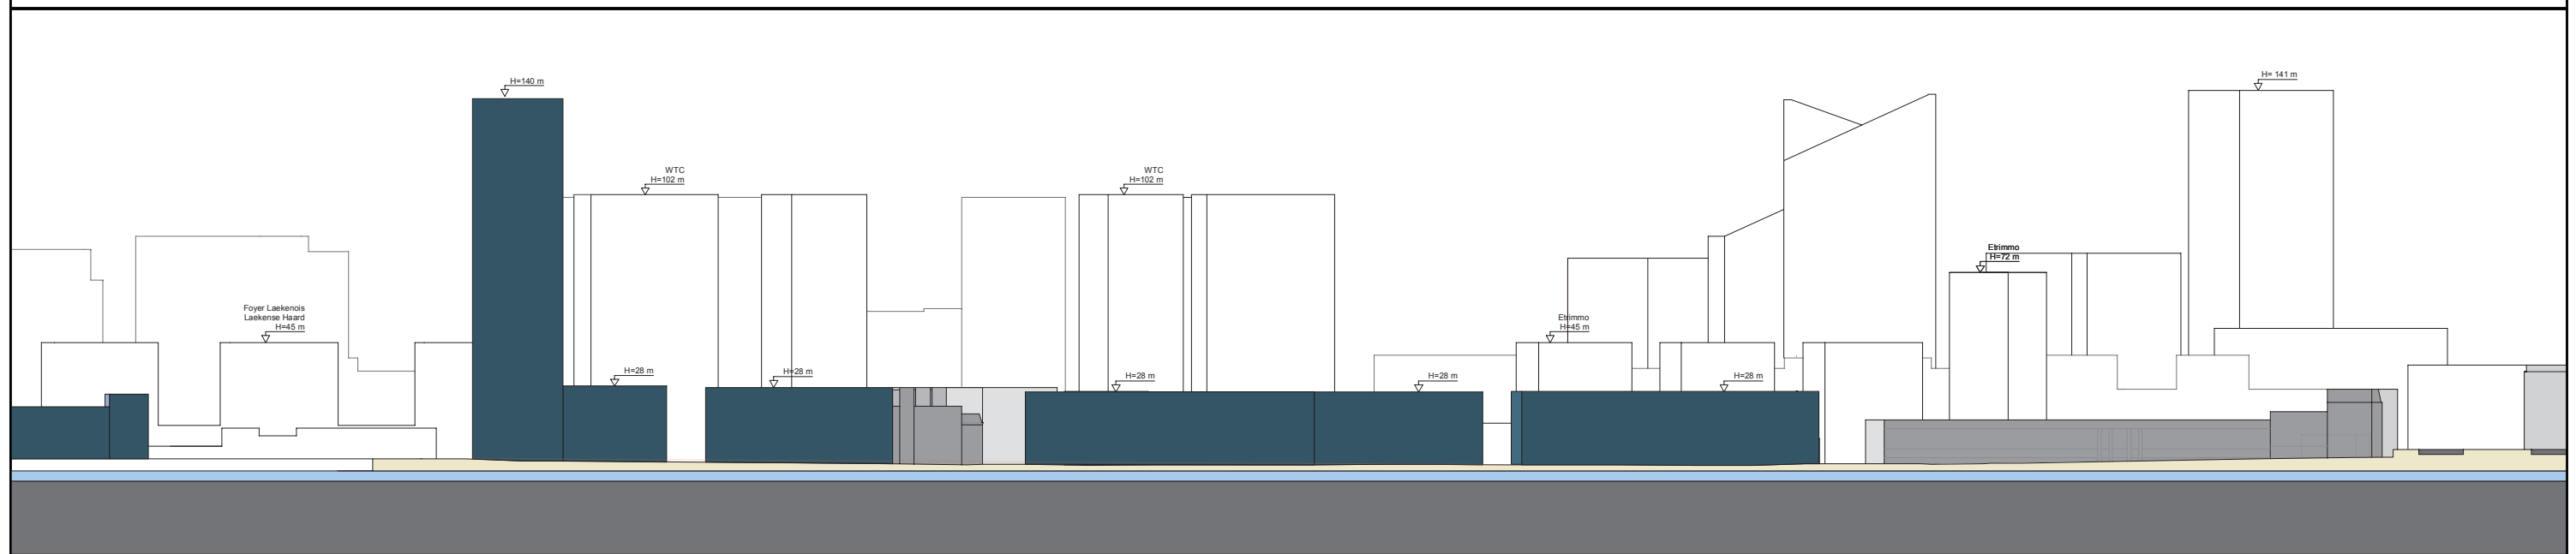 H=140 m
H= 141 m
WTC
H=102 m
WTC
H=102 m
Etrimmo
H=72 m
Foyer Laekenois
Laekense Haard
H=45 m
Etrimmo
H=45 m
H=28 m
H=28 m
H=28 m
H=28 m
H=28 m